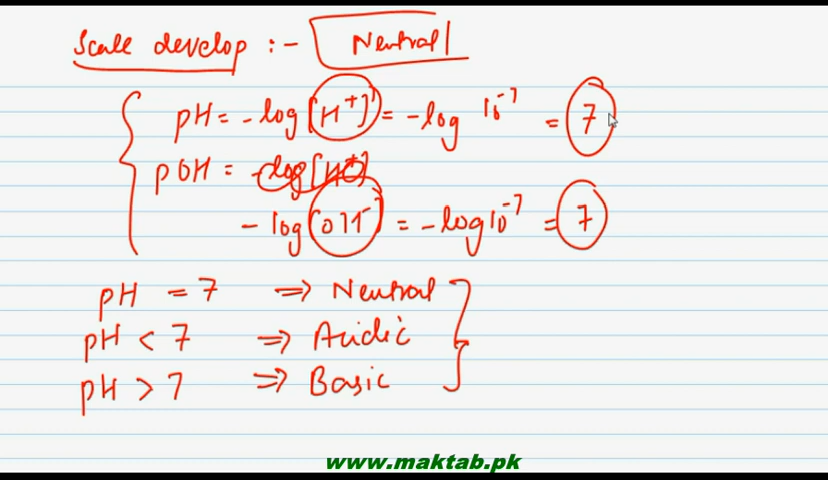 Scale develop :- Neutral
pH = - log [H⁺] = - log 10⁻⁷ = 7
pOH =
- log [OH⁻] = - log 10⁻⁷ = 7
pH = 7 ⇒ Neutral
pH < 7 ⇒ Acidic
pH > 7 ⇒ Basic
www.maktab.pk